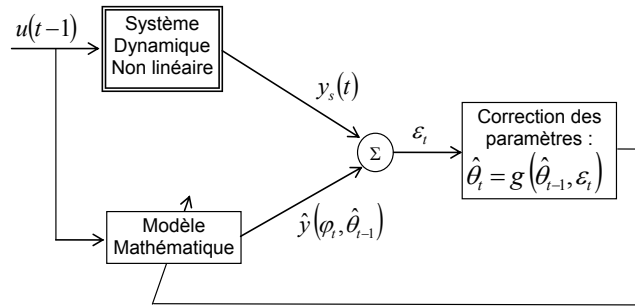 u(t−1)
Système
Dynamique
Non linéaire
y_s(t)
Σ
ε_t
Correction des
paramètres :
θ̂_t = g(θ̂_{t-1}, ε_t)
Modèle
Mathématique
ŷ(φ_t, θ̂_{t-1})